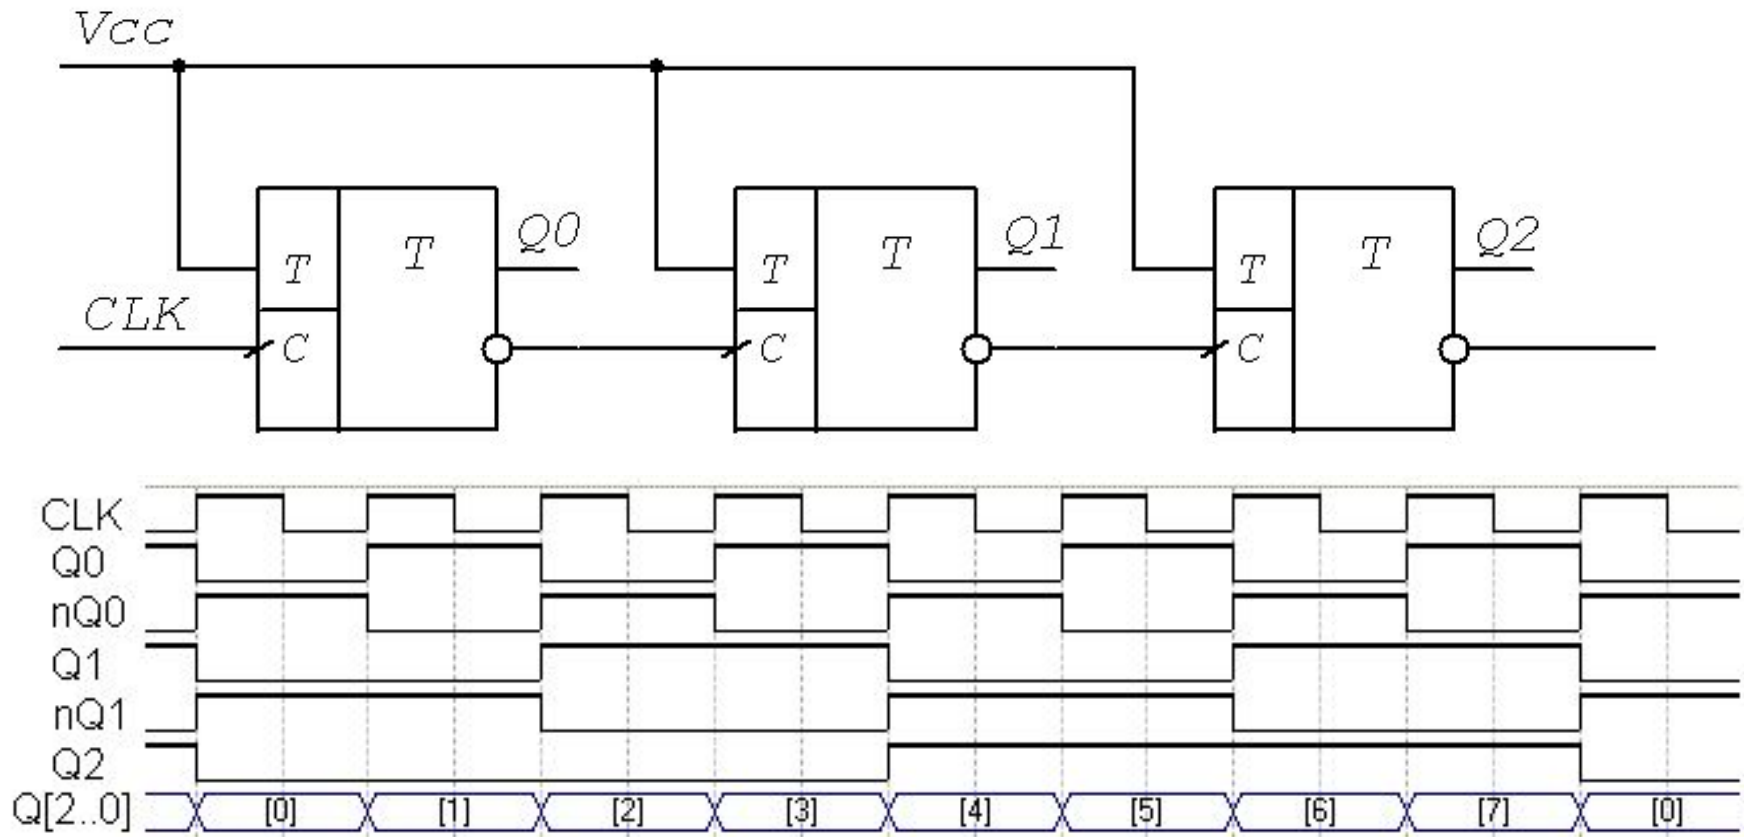 Vcc
T T Q0 T T Q1 T T Q2
CLK C C C
CLK
Q0
nQ0
Q1
nQ1
Q2
Q[2..0] [0] [1] [2] [3] [4] [5] [6] [7] [0]